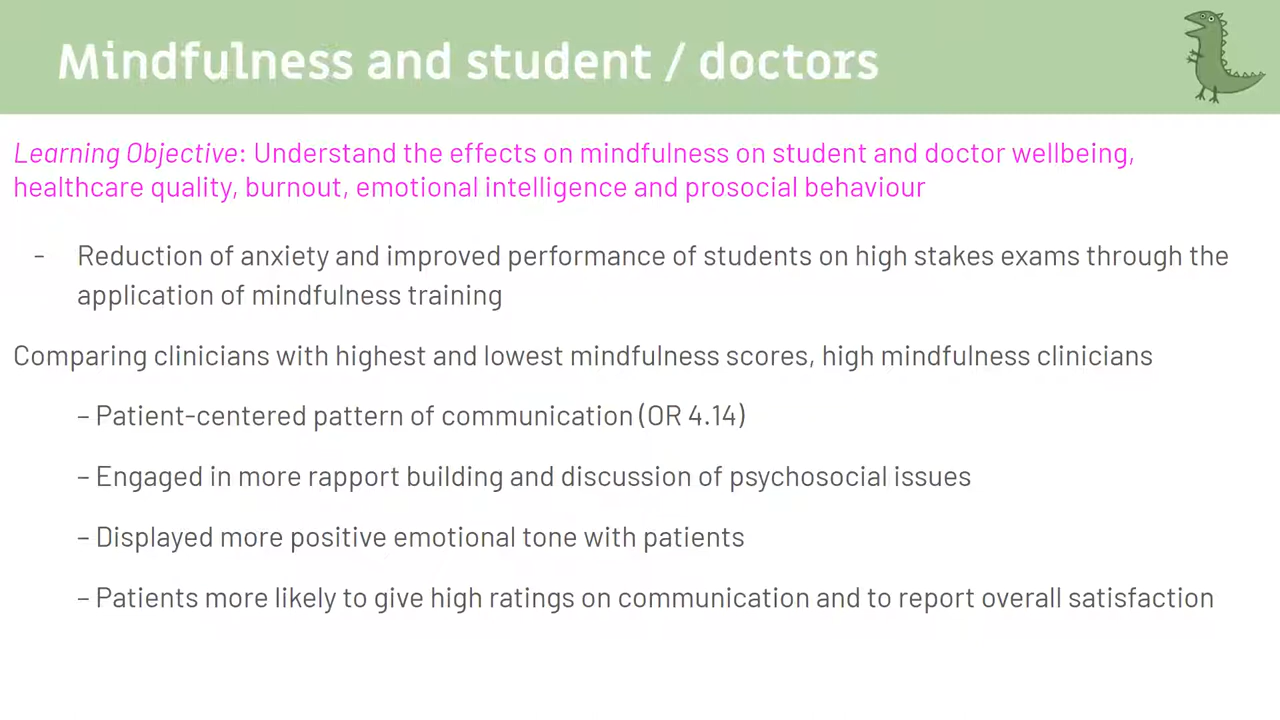 Mindfulness and student / doctors
Learning Objective: Understand the effects on mindfulness on student and doctor wellbeing,
healthcare quality, burnout, emotional intelligence and prosocial behaviour
- Reduction of anxiety and improved performance of students on high stakes exams through the
application of mindfulness training
Comparing clinicians with highest and lowest mindfulness scores, high mindfulness clinicians
– Patient-centered pattern of communication (OR 4.14)
– Engaged in more rapport building and discussion of psychosocial issues
– Displayed more positive emotional tone with patients
– Patients more likely to give high ratings on communication and to report overall satisfaction